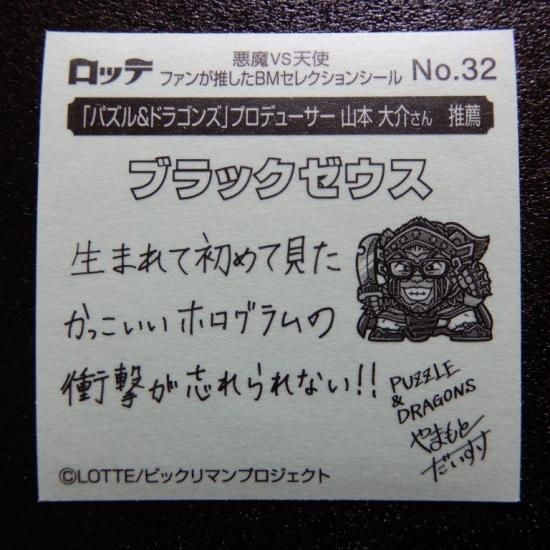 ロッテ
悪魔VS天使
ファンが推したBMセレクションシール
No.32
「パズル&ドラゴンズ」プロデューサー 山本 大介さん 推薦
ブラックゼウス
生まれて初めて見た
かっこいいホログラムの
衝撃が忘れられない!!
PUZZLE
&
DRAGONS
やまもと
だいすけ
©LOTTE/ビックリマンプロジェクト